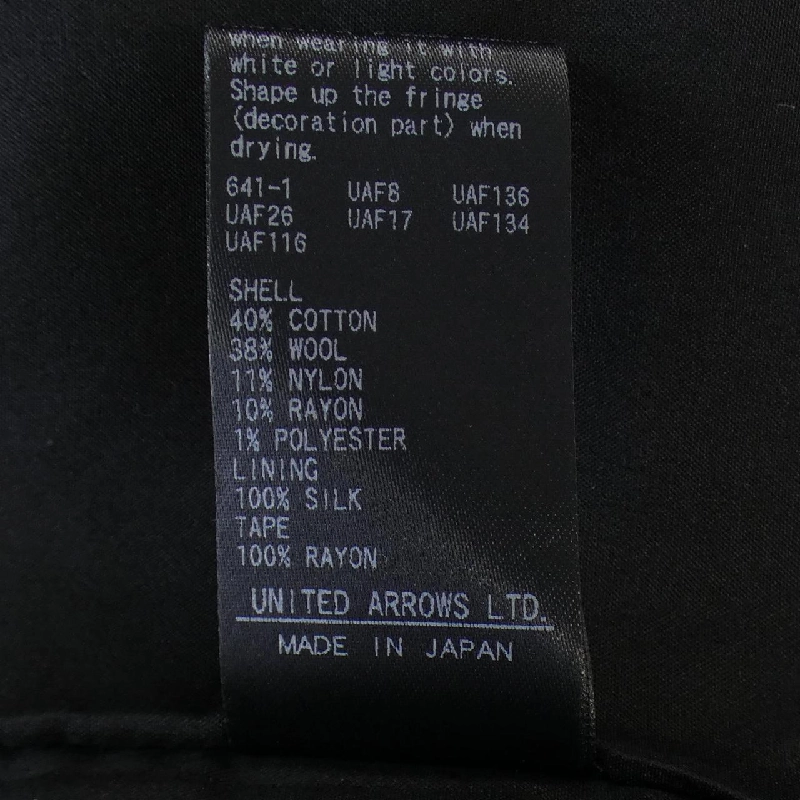 when wearing it with
white or light colors.
Shape up the fringe
(decoration part) when
drying.
641-1 UAF8 UAF136
UAF26 UAF17 UAF134
UAF116
SHELL
40% COTTON
38% WOOL
11% NYLON
10% RAYON
1% POLYESTER
LINING
100% SILK
TAPE
100% RAYON
UNITED ARROWS LTD.
MADE IN JAPAN